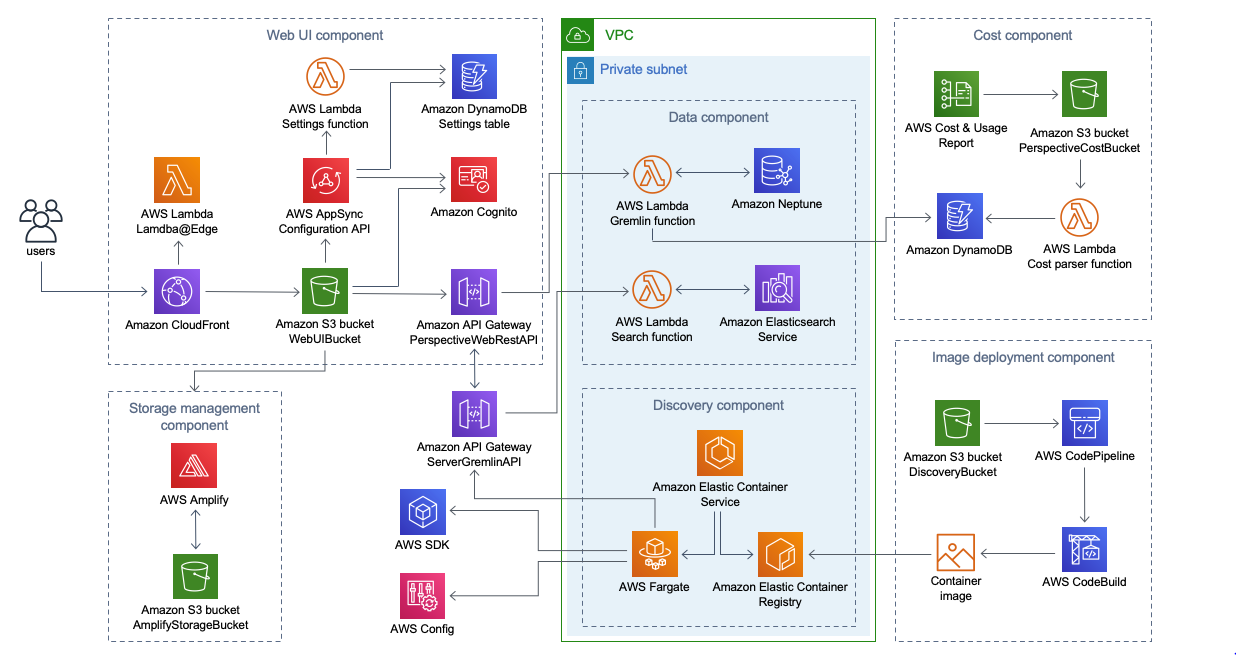 Web UI component
AWS Lambda
Settings function
Amazon DynamoDB
Settings table
AWS Lambda
Lamdba@Edge
AWS AppSync
Configuration API
Amazon Cognito
users
Amazon CloudFront
Amazon S3 bucket
WebUIBucket
Amazon API Gateway
PerspectiveWebRestAPI
Storage management
component
AWS Amplify
Amazon S3 bucket
AmplifyStorageBucket
Amazon API Gateway
ServerGremlinAPI
AWS SDK
AWS Config
VPC
Private subnet
Data component
AWS Lambda
Gremlin function
Amazon Neptune
AWS Lambda
Search function
Amazon Elasticsearch
Service
Discovery component
Amazon Elastic Container
Service
AWS Fargate
Amazon Elastic Container
Registry
Cost component
AWS Cost & Usage
Report
Amazon S3 bucket
PerspectiveCostBucket
Amazon DynamoDB
AWS Lambda
Cost parser function
Image deployment component
Amazon S3 bucket
DiscoveryBucket
AWS CodePipeline
Container
image
AWS CodeBuild